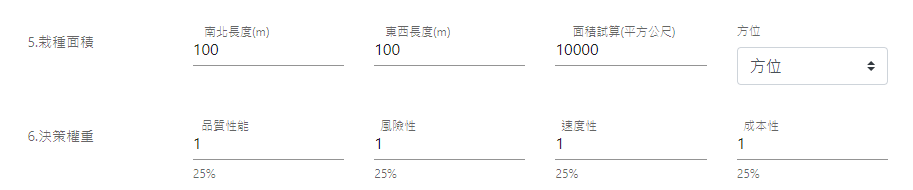 5.栽種面積
南北長度(m)
100
東西長度(m)
100
面積試算(平方公尺)
10000
方位
方位
6.決策權重
品質性能
1
25%
風險性
1
25%
速度性
1
25%
成本性
1
25%